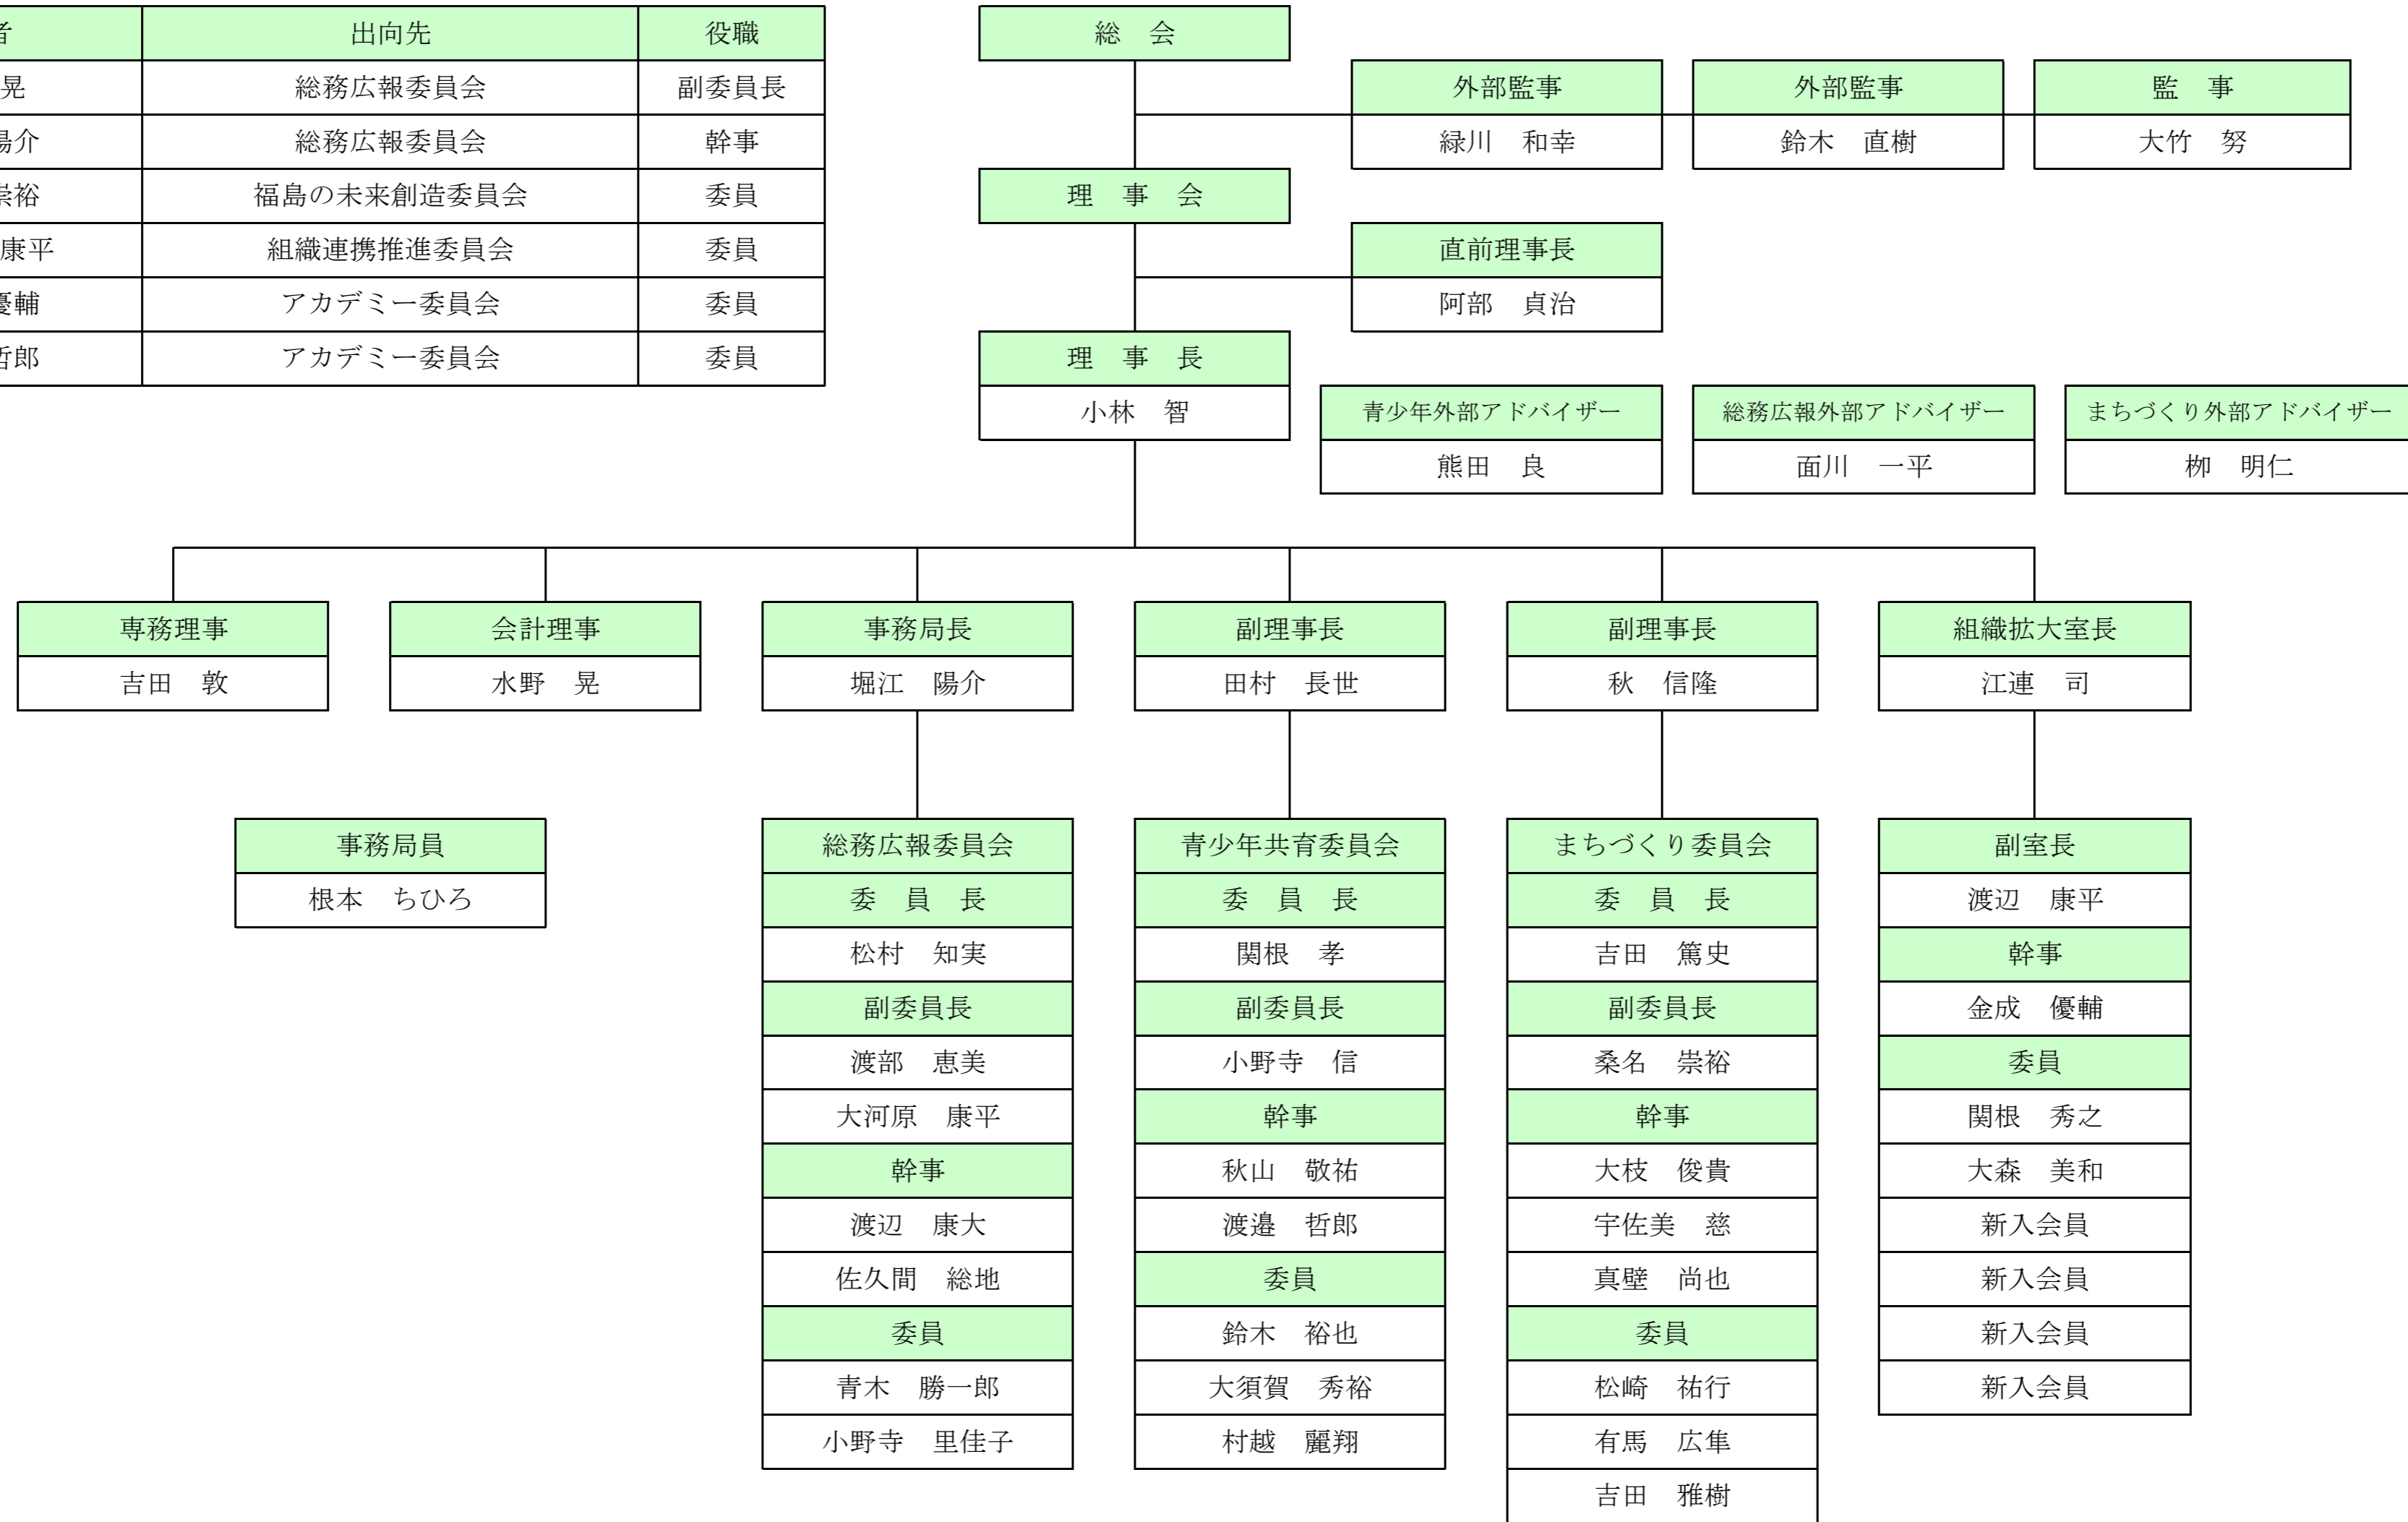 者　出向先　役職
晃　総務広報委員会　副委員長
陽介　総務広報委員会　幹事
崇裕　福島の未来創造委員会　委員
康平　組織連携推進委員会　委員
優輔　アカデミー委員会　委員
哲郎　アカデミー委員会　委員
総　会
外部監事
緑川　和幸
外部監事
鈴木　直樹
監　事
大竹　努
理　事　会
直前理事長
阿部　貞治
理　事　長
小林　智
青少年外部アドバイザー
熊田　良
総務広報外部アドバイザー
面川　一平
まちづくり外部アドバイザー
栁　明仁
専務理事
吉田　敦
会計理事
水野　晃
事務局長
堀江　陽介
副理事長
田村　長世
副理事長
秋　信隆
組織拡大室長
江連　司
事務局員
根本　ちひろ
総務広報委員会
委　員　長
松村　知実
副委員長
渡部　恵美
大河原　康平
幹事
渡辺　康大
佐久間　総地
委員
青木　勝一郎
小野寺　里佳子
青少年共育委員会
委　員　長
関根　孝
副委員長
小野寺　信
幹事
秋山　敬祐
渡邉　哲郎
委員
鈴木　裕也
大須賀　秀裕
村越　麗翔
まちづくり委員会
委　員　長
吉田　篤史
副委員長
桑名　崇裕
幹事
大枝　俊貴
宇佐美　慈
真壁　尚也
委員
松崎　祐行
有馬　広隼
吉田　雅樹
副室長
渡辺　康平
幹事
金成　優輔
委員
関根　秀之
大森　美和
新入会員
新入会員
新入会員
新入会員